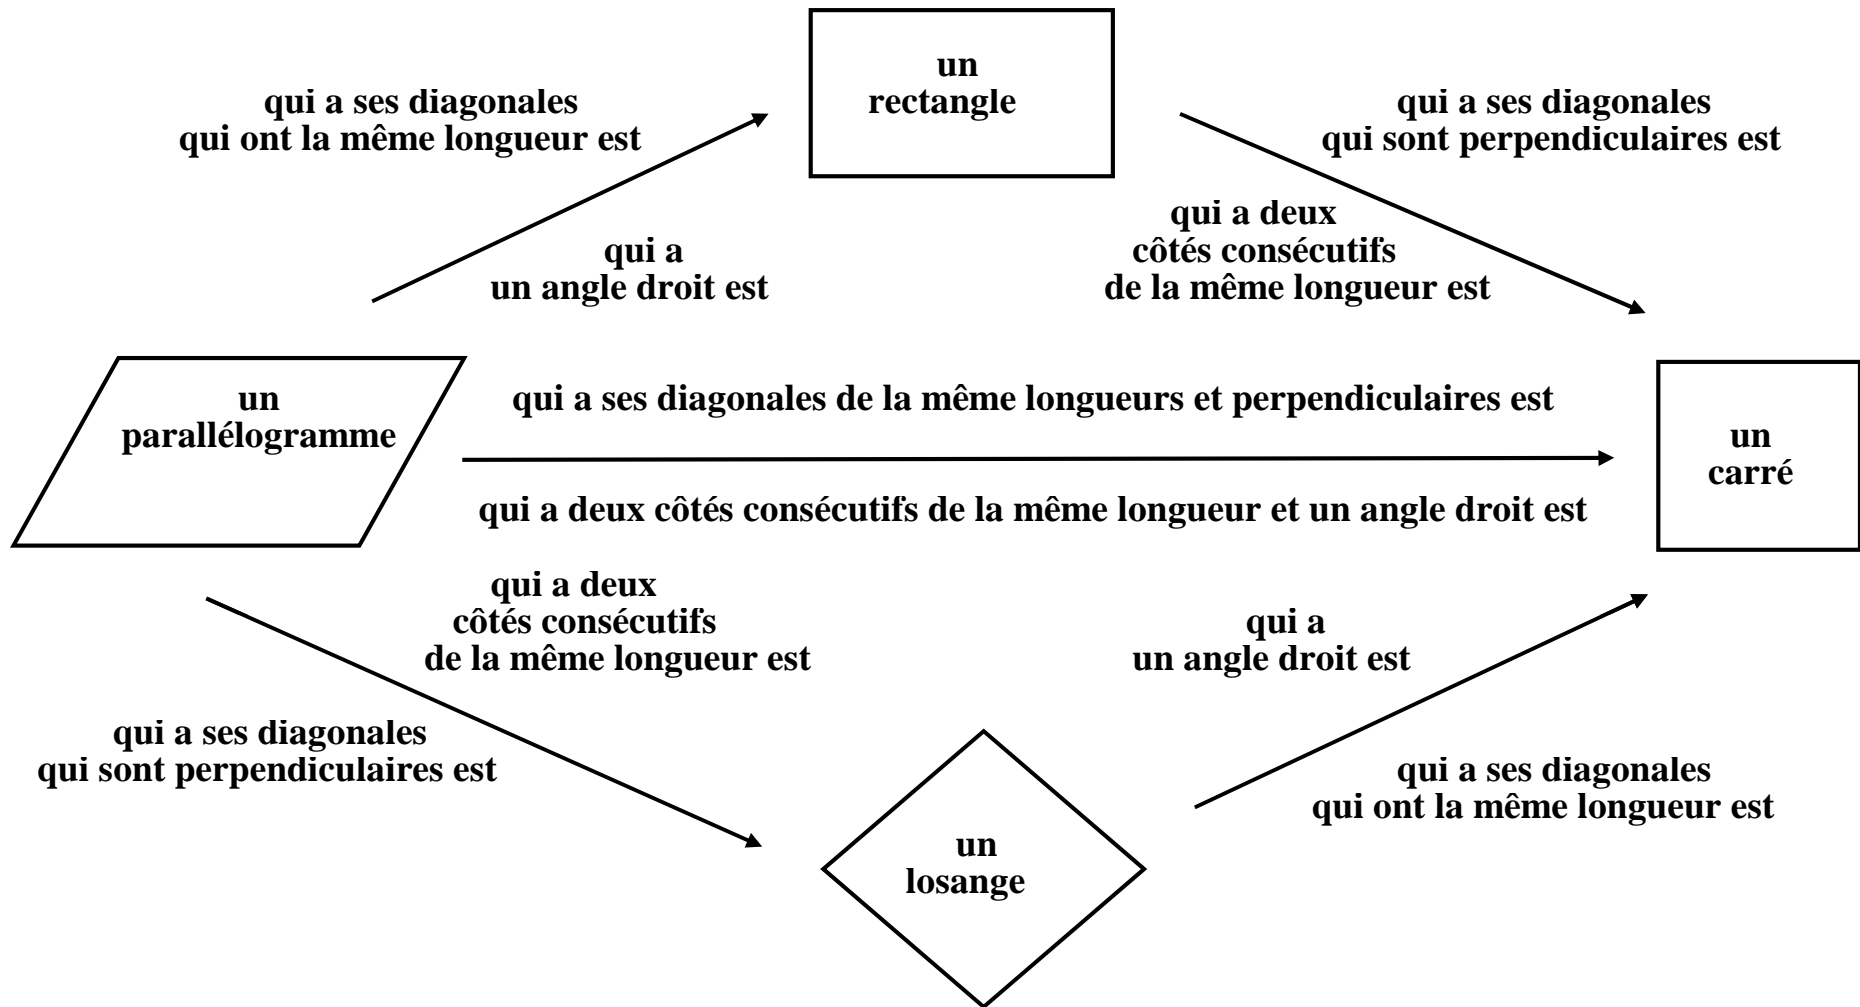 un
rectangle
qui a ses diagonales
qui ont la même longueur est
qui a ses diagonales
qui sont perpendiculaires est
qui a
un angle droit est
qui a deux
côtés consécutifs
de la même longueur est
un
parallélogramme
qui a ses diagonales de la même longueurs et perpendiculaires est
un
carré
qui a deux côtés consécutifs de la même longueur et un angle droit est
qui a deux
côtés consécutifs
de la même longueur est
qui a
un angle droit est
qui a ses diagonales
qui sont perpendiculaires est
qui a ses diagonales
qui ont la même longueur est
un
losange